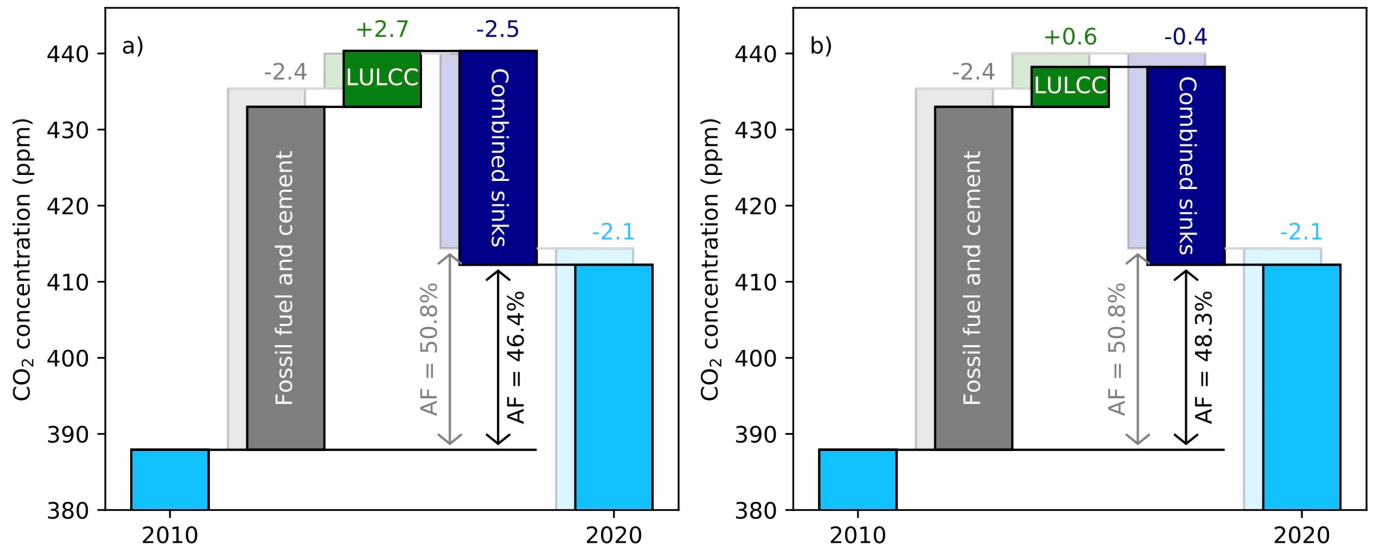 a)
+2.7
-2.5
-2.4
LULCC
Combined sinks
Fossil fuel and cement
-2.1
AF = 50.8%
AF = 46.4%
CO₂ concentration (ppm)
440
430
420
410
400
390
380
2010
2020
b)
+0.6
-0.4
-2.4
LULCC
Combined sinks
Fossil fuel and cement
-2.1
AF = 50.8%
AF = 48.3%
CO₂ concentration (ppm)
440
430
420
410
400
390
380
2010
2020